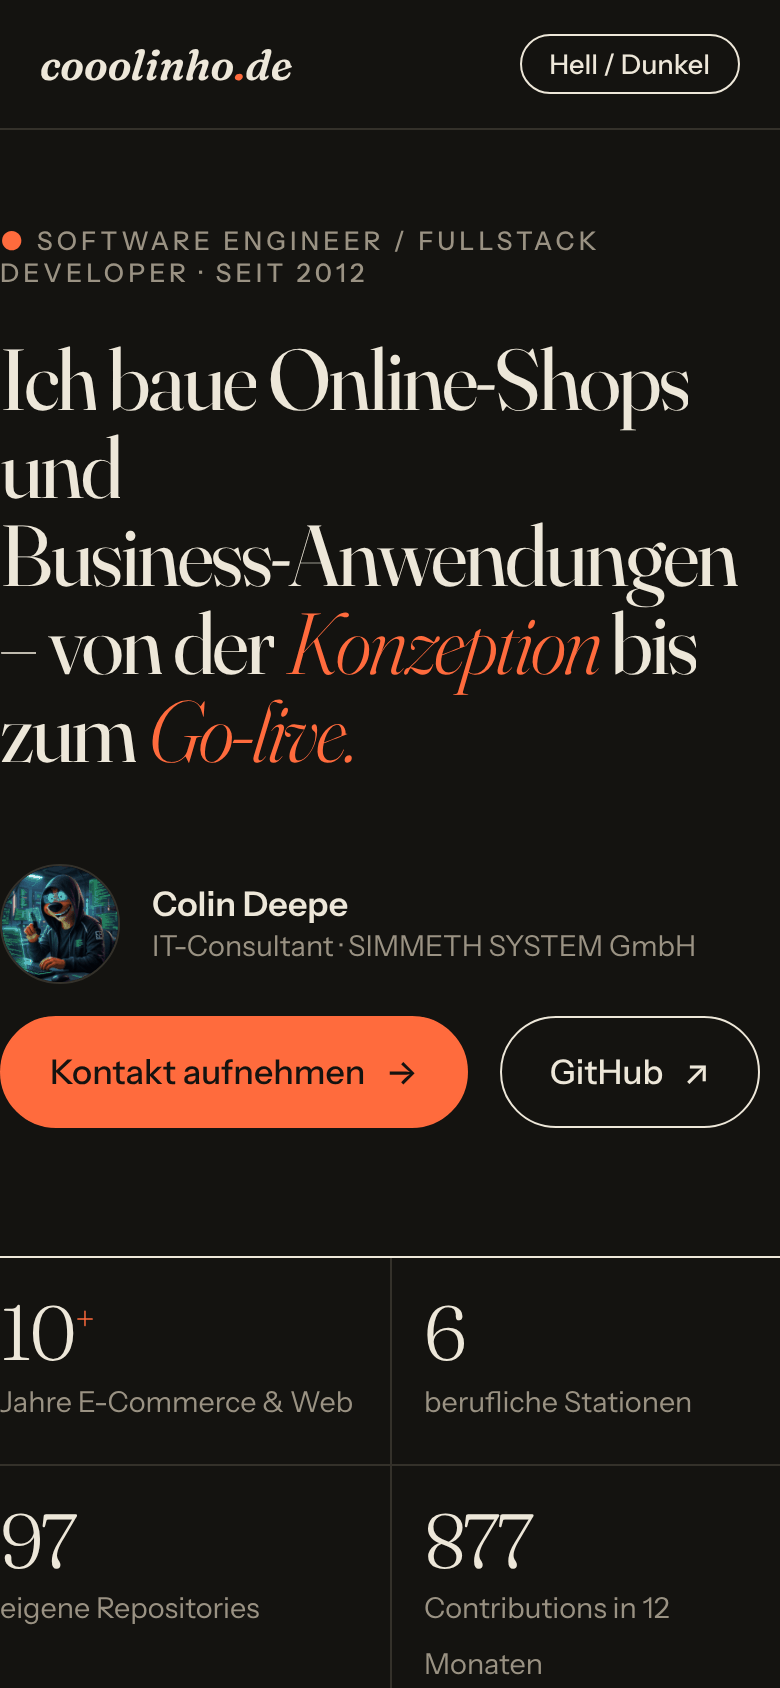 cooolinho.de
Hell / Dunkel
SOFTWARE ENGINEER / FULLSTACK
DEVELOPER · SEIT 2012
Ich baue Online-Shops
und
Business-Anwendungen
– von der Konzeption bis
zum Go-live.
Colin Deepe
IT-Consultant · SIMMETH SYSTEM GmbH
Kontakt aufnehmen →
GitHub ↗
10+
Jahre E-Commerce & Web
6
berufliche Stationen
97
eigene Repositories
877
Contributions in 12
Monaten